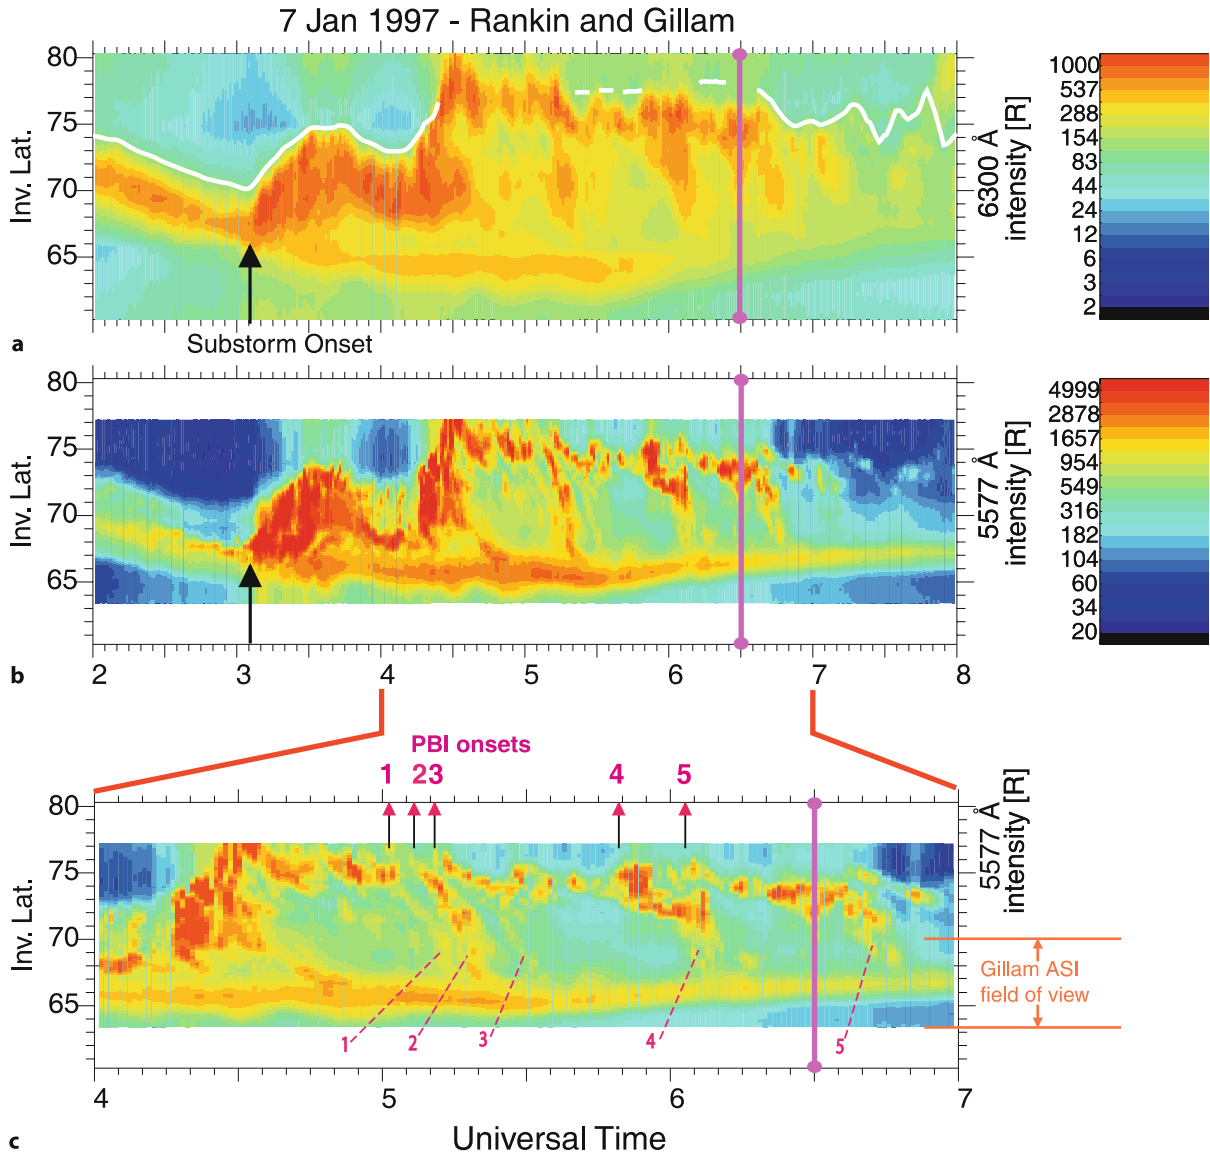 7 Jan 1997 - Rankin and Gillam
80
75
70
65
Inv. Lat.
6300 Å
intensity [R]
1000
537
288
154
83
44
24
12
6
3
2
a
Substorm Onset
80
75
70
65
Inv. Lat.
5577 Å
intensity [R]
4999
2878
1657
954
549
316
182
104
60
34
20
b
2 3 4 5 6 7 8
PBI onsets
1 2 3 4 5
80
75
70
65
Inv. Lat.
5577 Å
intensity [R]
Gillam ASI
field of view
1 2 3 4 5
4 5 6 7
c
Universal Time